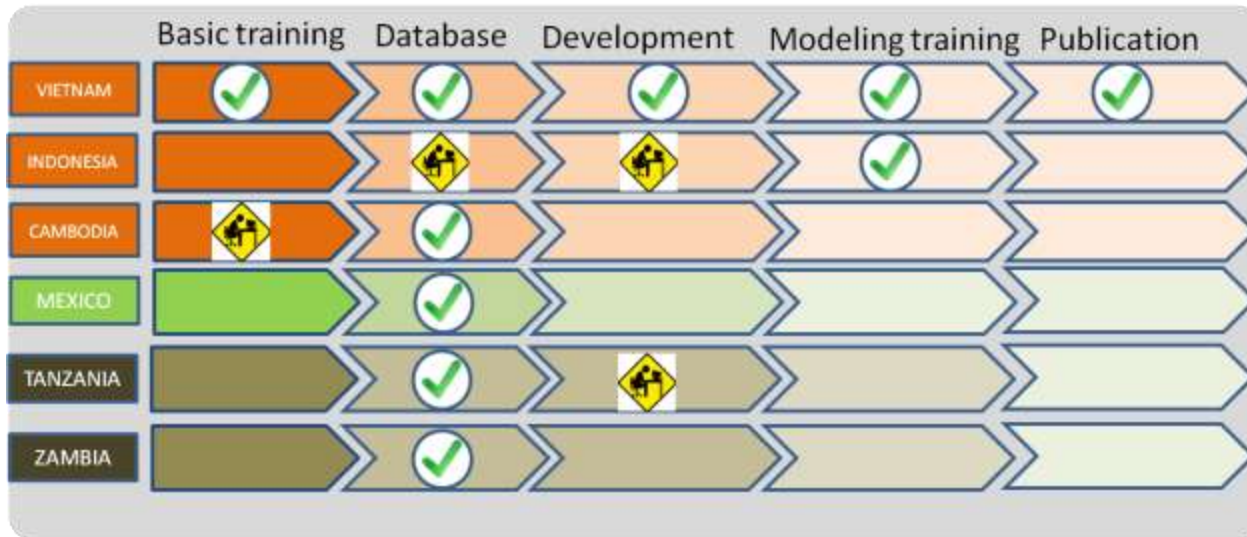 Basic training Database Development Modeling training Publication
VIETNAM
INDONESIA
CAMBODIA
MEXICO
TANZANIA
ZAMBIA